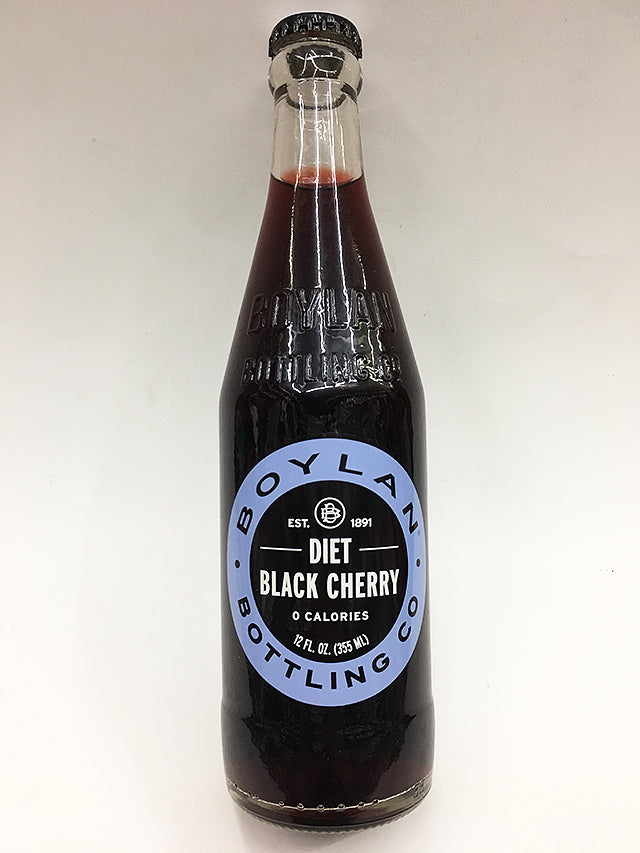 BOYLAN
BOTTLING CO
BOYLAN
EST. 1891
DIET
BLACK CHERRY
0 CALORIES
12 FL. OZ. (355 ML)
BOTTLING CO